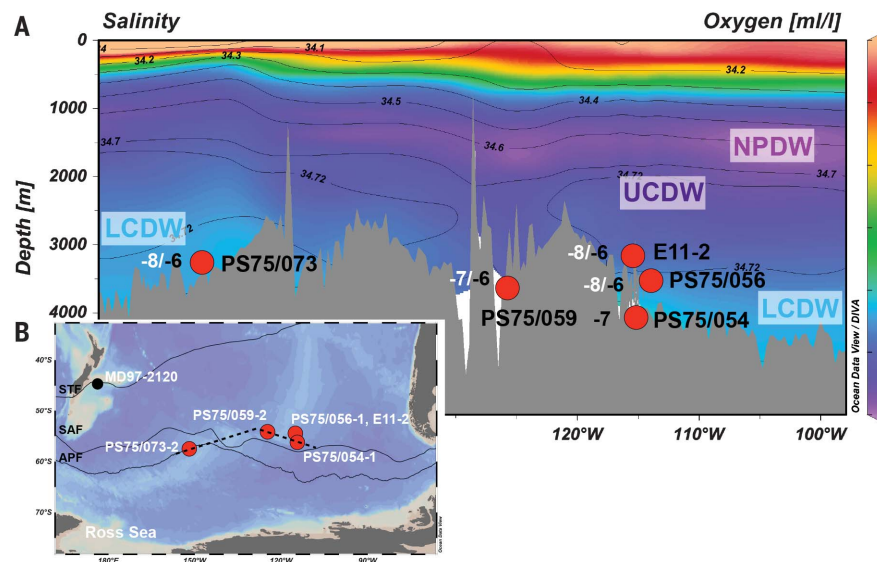 A
Salinity
Oxygen [ml/l]
0
1000
2000
3000
4000
Depth [m]
34.2
34.3
34.1
34.2
34.5
34.4
34.6
34.7
34.7
34.72
34.72
34.72
NPDW
UCDW
LCDW
LCDW
-8/-6
PS75/073
-7/-6
PS75/059
-8/-6
E11-2
-8/-6
PS75/056
-7
PS75/054
Ocean Data View / DIVA
120°W
110°W
100°W
B
40°S
50°S
60°S
70°S
STF
SAF
APF
MD97-2120
PS75/059-2
PS75/056-1, E11-2
PS75/073-2
PS75/054-1
Ross Sea
Ocean Data View
180°E
150°W
120°W
90°W